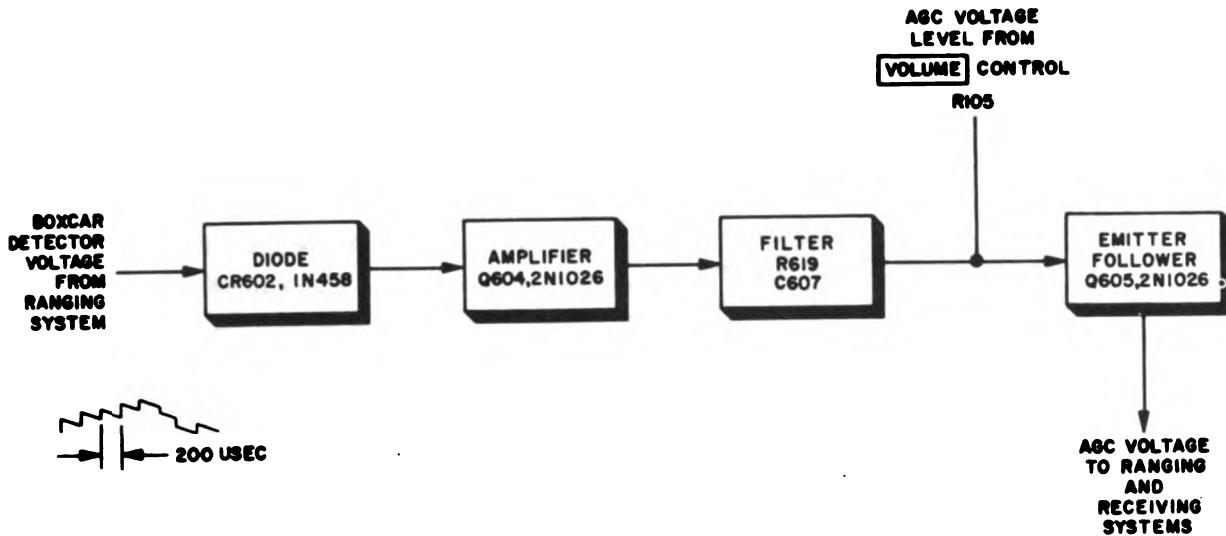 AGC VOLTAGE
LEVEL FROM
VOLUME CONTROL
R105
BOXCAR
DETECTOR
VOLTAGE
FROM
RANGING
SYSTEM
DIODE
CR602, 1N458
AMPLIFIER
Q604,2N1026
FILTER
R619
C607
EMITTER
FOLLOWER
Q605,2N1026
200 USEC
AGC VOLTAGE
TO RANGING
AND
RECEIVING
SYSTEMS